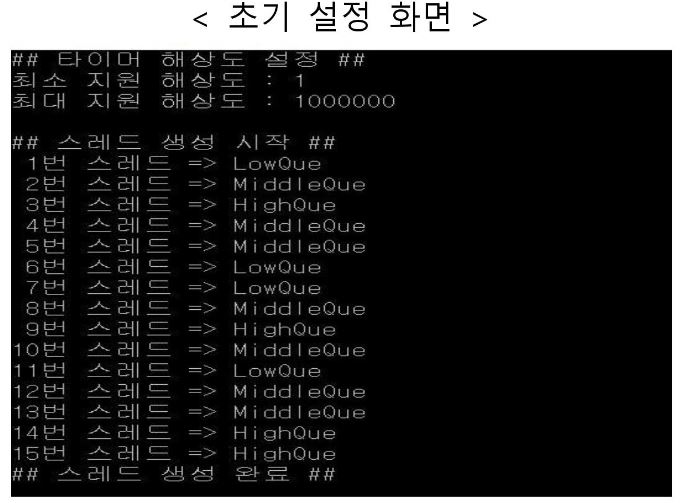 < 초기 설정 화면 >
## 타이머 해상도 설정 ##
최소 지원 해상도 : 1
최대 지원 해상도 : 1000000
## 스레드 생성 시작 ##
1번 스레드 => LowQue
2번 스레드 => MiddleQue
3번 스레드 => HighQue
4번 스레드 => MiddleQue
5번 스레드 => MiddleQue
6번 스레드 => LowQue
7번 스레드 => LowQue
8번 스레드 => MiddleQue
9번 스레드 => HighQue
10번 스레드 => MiddleQue
11번 스레드 => LowQue
12번 스레드 => MiddleQue
13번 스레드 => MiddleQue
14번 스레드 => HighQue
15번 스레드 => HighQue
## 스레드 생성 완료 ##